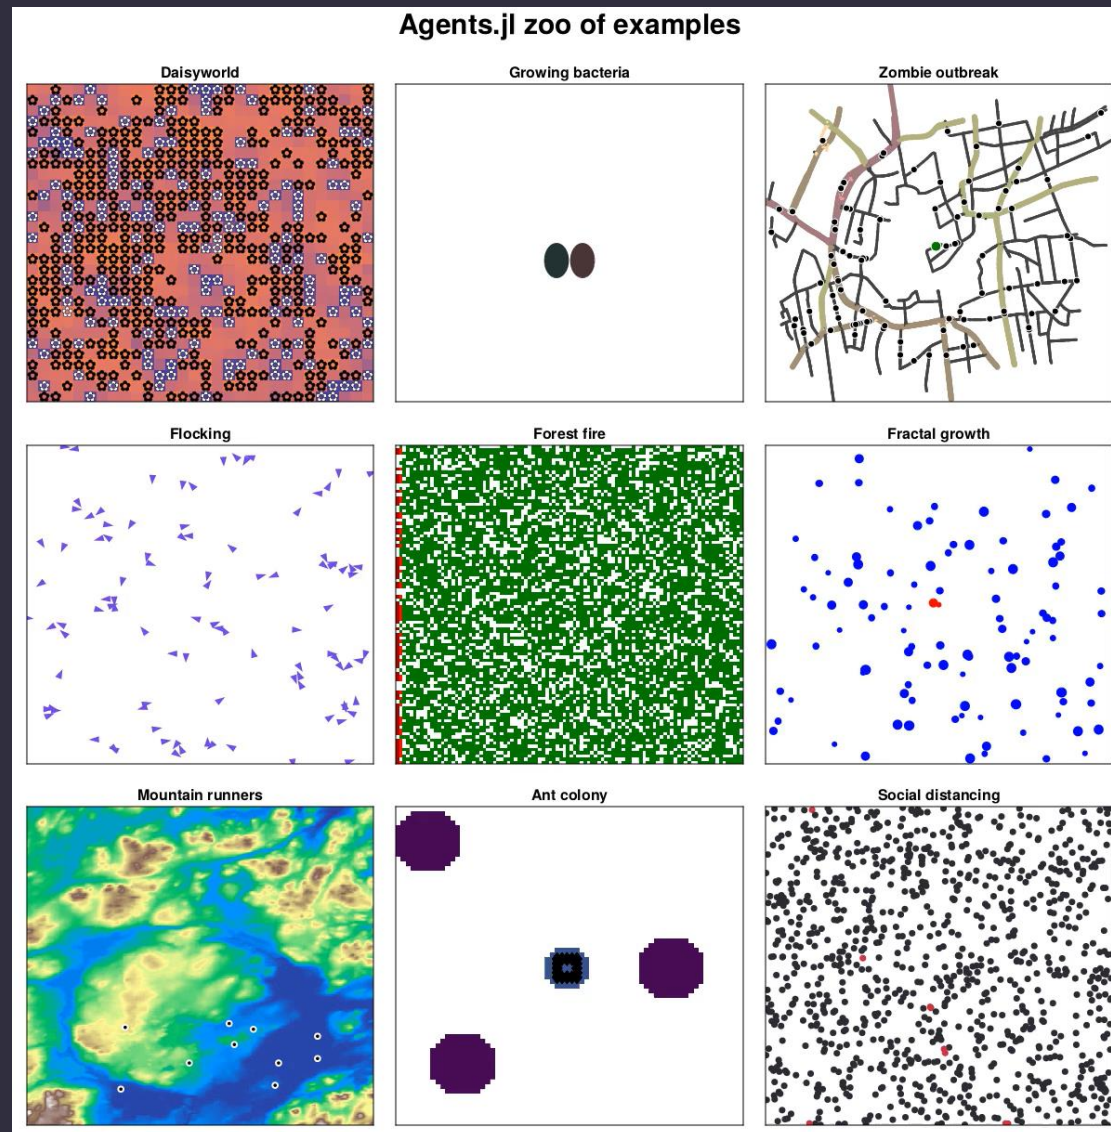 Agents.jl zoo of examples
Daisyworld
Growing bacteria
Zombie outbreak
Flocking
Forest fire
Fractal growth
Mountain runners
Ant colony
Social distancing